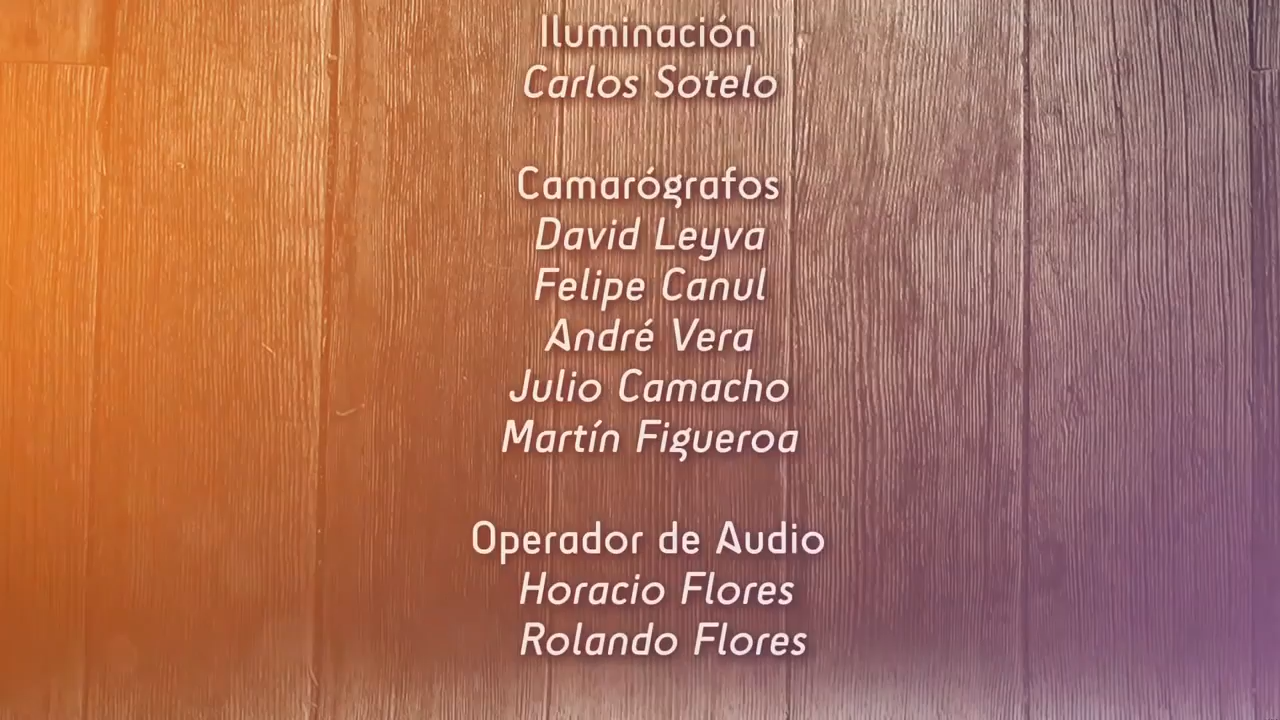 Iluminación
Carlos Sotelo
Camarógrafos
David Leyva
Felipe Canul
André Vera
Julio Camacho
Martín Figueroa
Operador de Audio
Horacio Flores
Rolando Flores